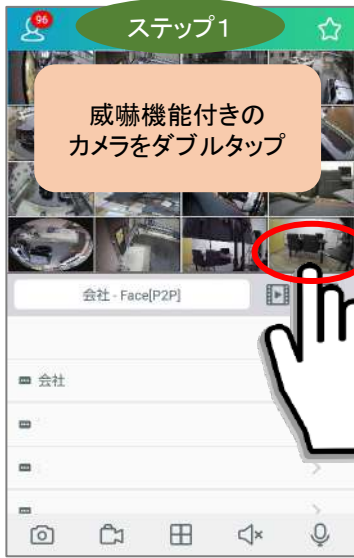 96
ステップ１
威嚇機能付きの
カメラをダブルタップ
会社 - Face[P2P]
会社